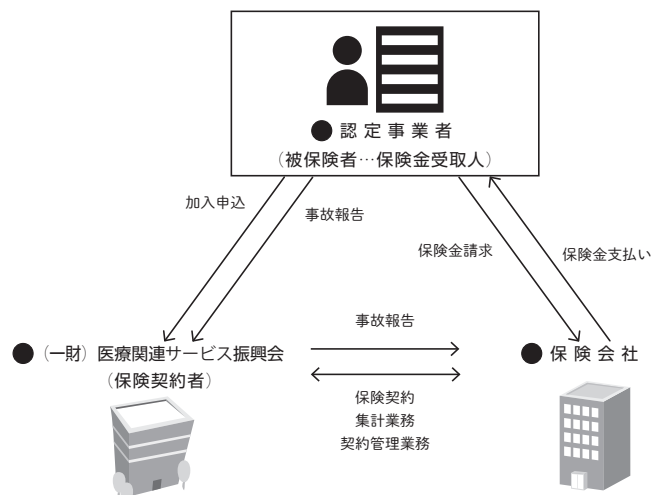 ●認定事業者
(被保険者…保険金受取人)
加入申込
事故報告
保険金請求
保険金支払い
事故報告
●(一財)医療関連サービス振興会
(保険契約者)
●保険会社
保険契約
集計業務
契約管理業務